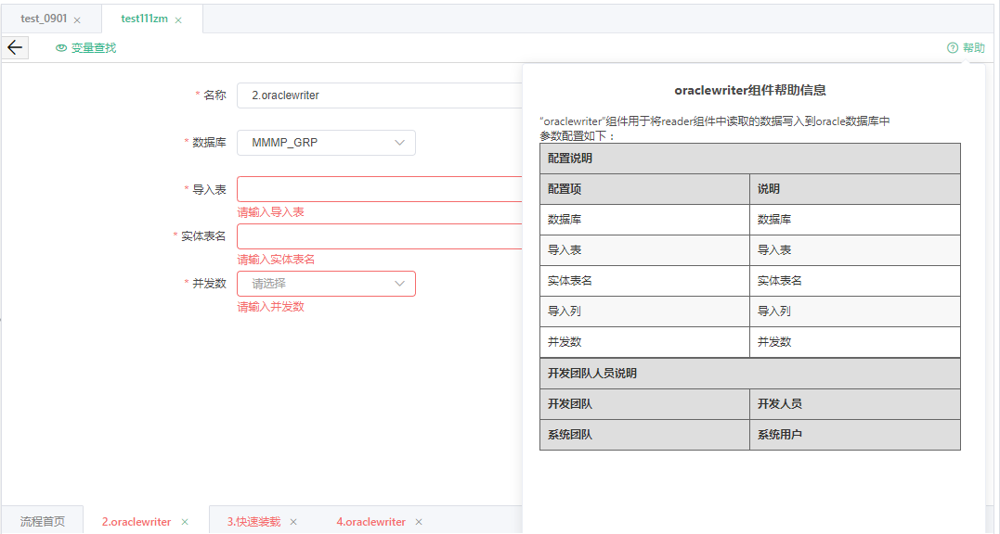 test_0901 ×
test111zm ×
变量查找
帮助
* 名称 2.oraclewriter
* 数据库 MMMP_GRP
* 导入表
请输入导入表
* 实体表名
请输入实体表名
* 并发数 请选择
请输入并发数
oraclewriter组件帮助信息
“oraclewriter”组件用于将reader组件中读取的数据写入到oracle数据库中
参数配置如下：
配置说明
配置项 说明
数据库 数据库
导入表 导入表
实体表名 实体表名
导入列 导入列
并发数 并发数
开发团队人员说明
开发团队 开发人员
系统团队 系统用户
流程首页 2.oraclewriter × 3.快速装载 × 4.oraclewriter ×